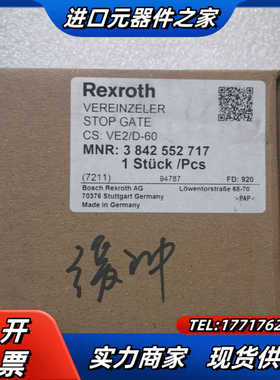 进口元器件之家
Rexroth
VEREINZELER
STOP GATE
CS: VE2/D-60
MNR: 3 842 552 717
1 Stück /Pcs
(7211) 94787 FD: 920
Bosch Rexroth AG Löwentorstraße 68-70
70376 Stuttgart Germany
Made in Germany >PAP<
缓冲
开票
TEL:1771762
实力商家 现货